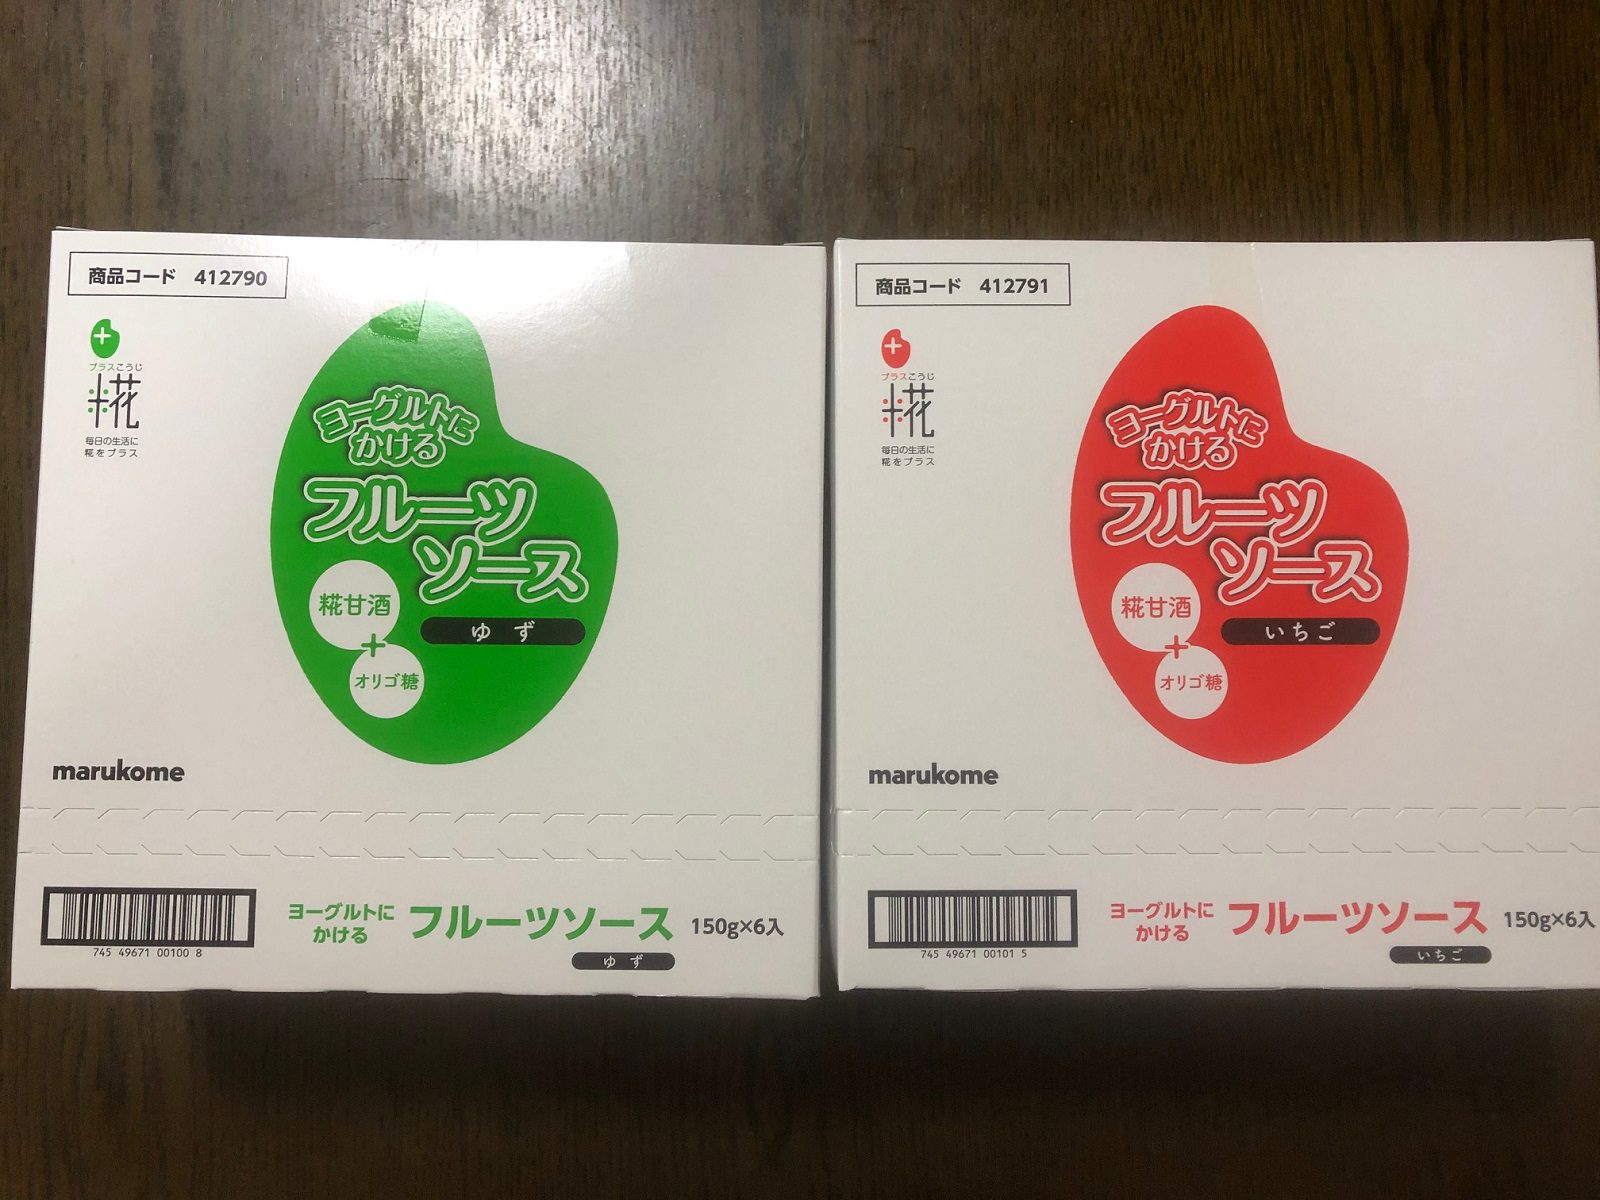 商品コード 412790
プラスこうじ
糀
毎日の生活に
糀をプラス
ヨーグルトに
かける
フルーツ
ソース
糀甘酒
+
オリゴ糖
ゆず
marukome
745 49671 00100 8
ヨーグルトに
かける
フルーツソース
150g×6入
ゆず
商品コード 412791
プラスこうじ
糀
毎日の生活に
糀をプラス
ヨーグルトに
かける
フルーツ
ソース
糀甘酒
+
オリゴ糖
いちご
marukome
745 49671 00101 5
ヨーグルトに
かける
フルーツソース
150g×6入
いちご